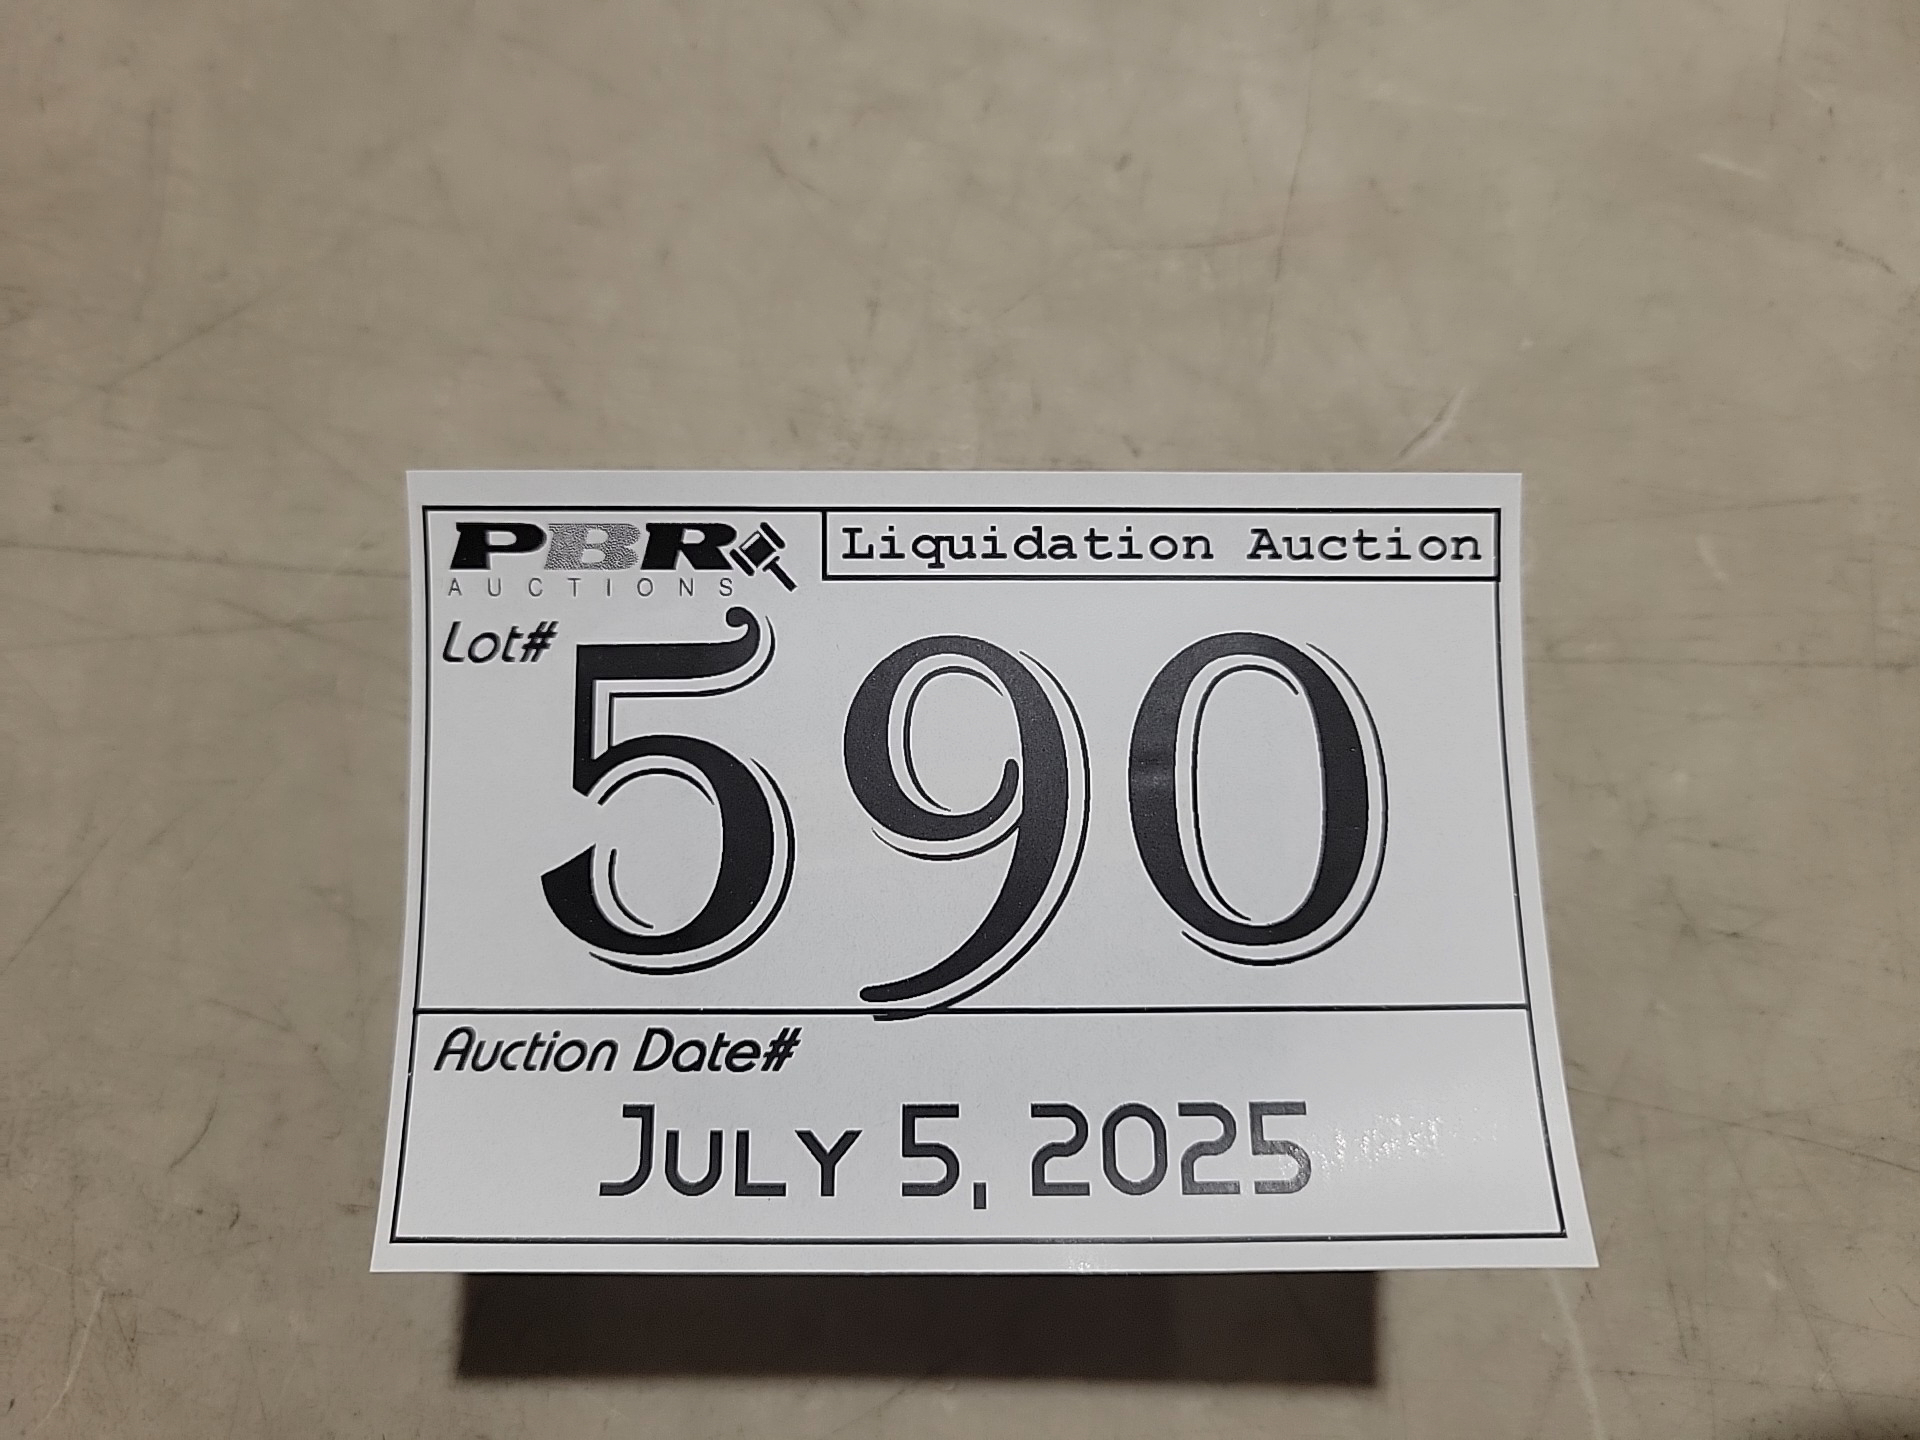 PBR
AUCTIONS
Liquidation Auction
Lot#
590
Auction Date#
July 5, 2025